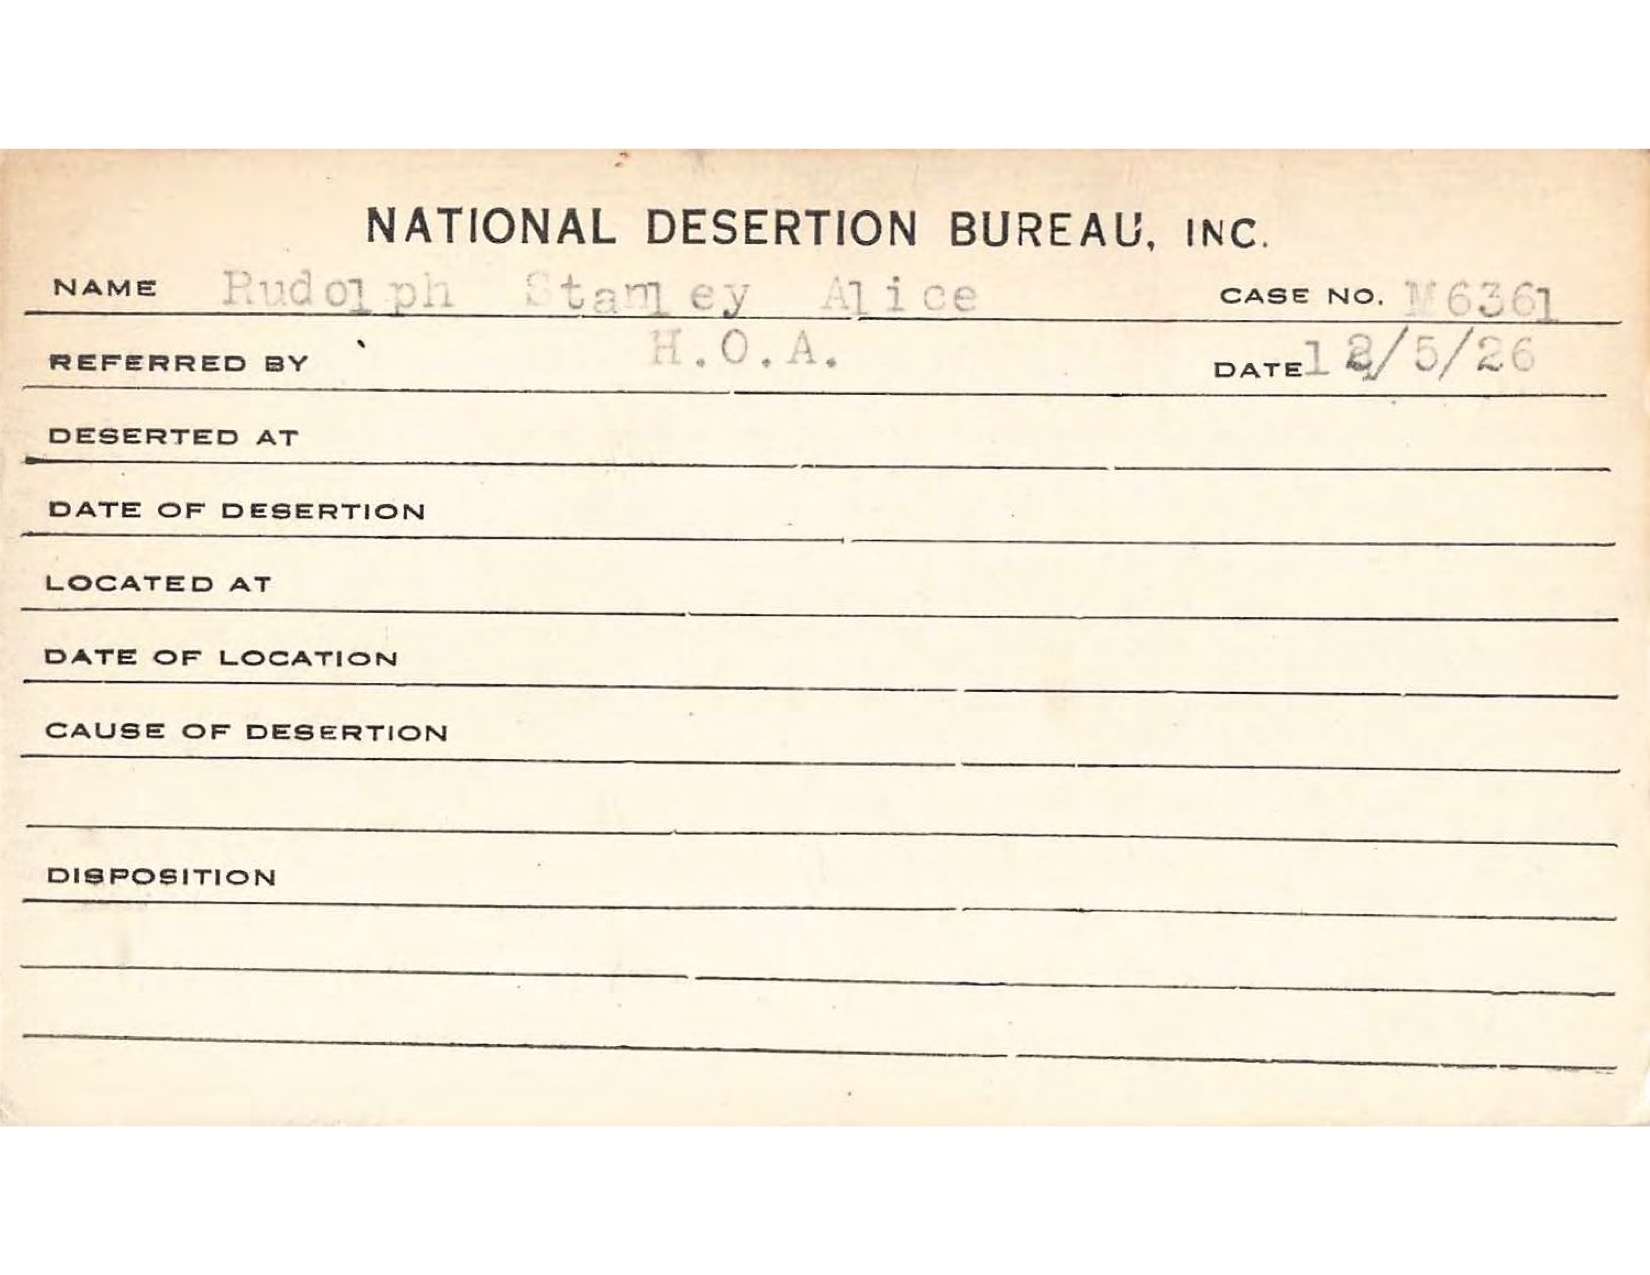 NATIONAL DESERTION BUREAU, INC.
NAME Rudolph Stanley Alice CASE NO. M6361
REFERRED BY H.O.A. DATE 12/5/26
DESERTED AT
DATE OF DESERTION
LOCATED AT
DATE OF LOCATION
CAUSE OF DESERTION
DISPOSITION